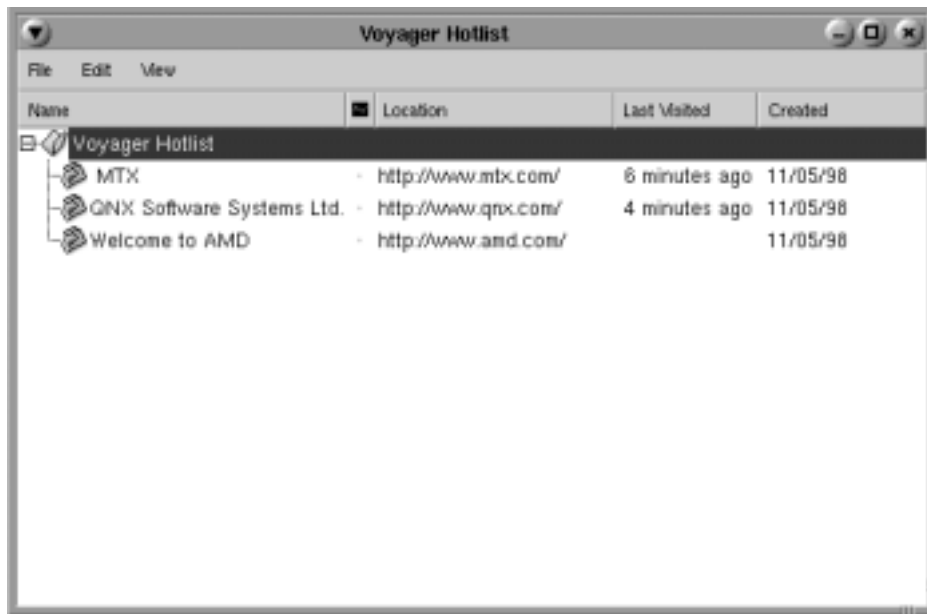 Voyager Hotlist
File Edit View
Name Location Last Visited Created
Voyager Hotlist
MTX - http://www.mtx.com/ 6 minutes ago 11/05/98
QNX Software Systems Ltd. - http://www.qnx.com/ 4 minutes ago 11/05/98
Welcome to AMD - http://www.amd.com/ 11/05/98